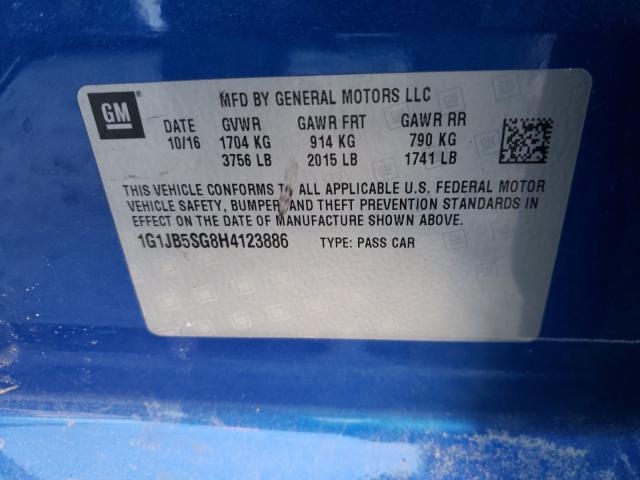 GM
MFD BY GENERAL MOTORS LLC
DATE GVWR GAWR FRT GAWR RR
10/16 1704 KG 914 KG 790 KG
3756 LB 2015 LB 1741 LB
THIS VEHICLE CONFORMS TO ALL APPLICABLE U.S. FEDERAL MOTOR
VEHICLE SAFETY, BUMPER, AND THEFT PREVENTION STANDARDS IN
EFFECT ON THE DATE OF MANUFACTURE SHOWN ABOVE.
1G1JB5SG8H4123886 TYPE: PASS CAR